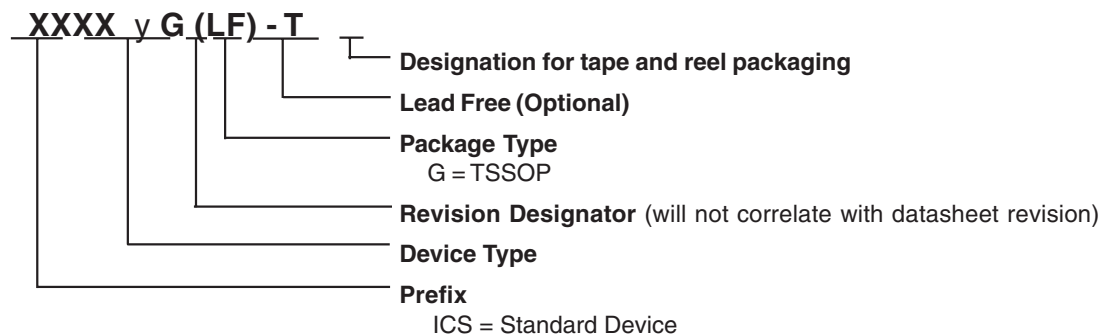 XXXX y G (LF) - T
Designation for tape and reel packaging
Lead Free (Optional)
Package Type
G = TSSOP
Revision Designator (will not correlate with datasheet revision)
Device Type
Prefix
ICS = Standard Device